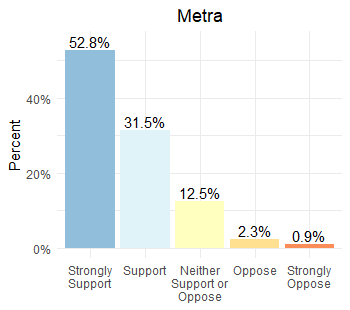 Metra
52.8%
31.5%
12.5%
2.3%
0.9%
40%
20%
0%
Percent
Strongly
Support
Support
Neither
Support or
Oppose
Oppose
Strongly
Oppose